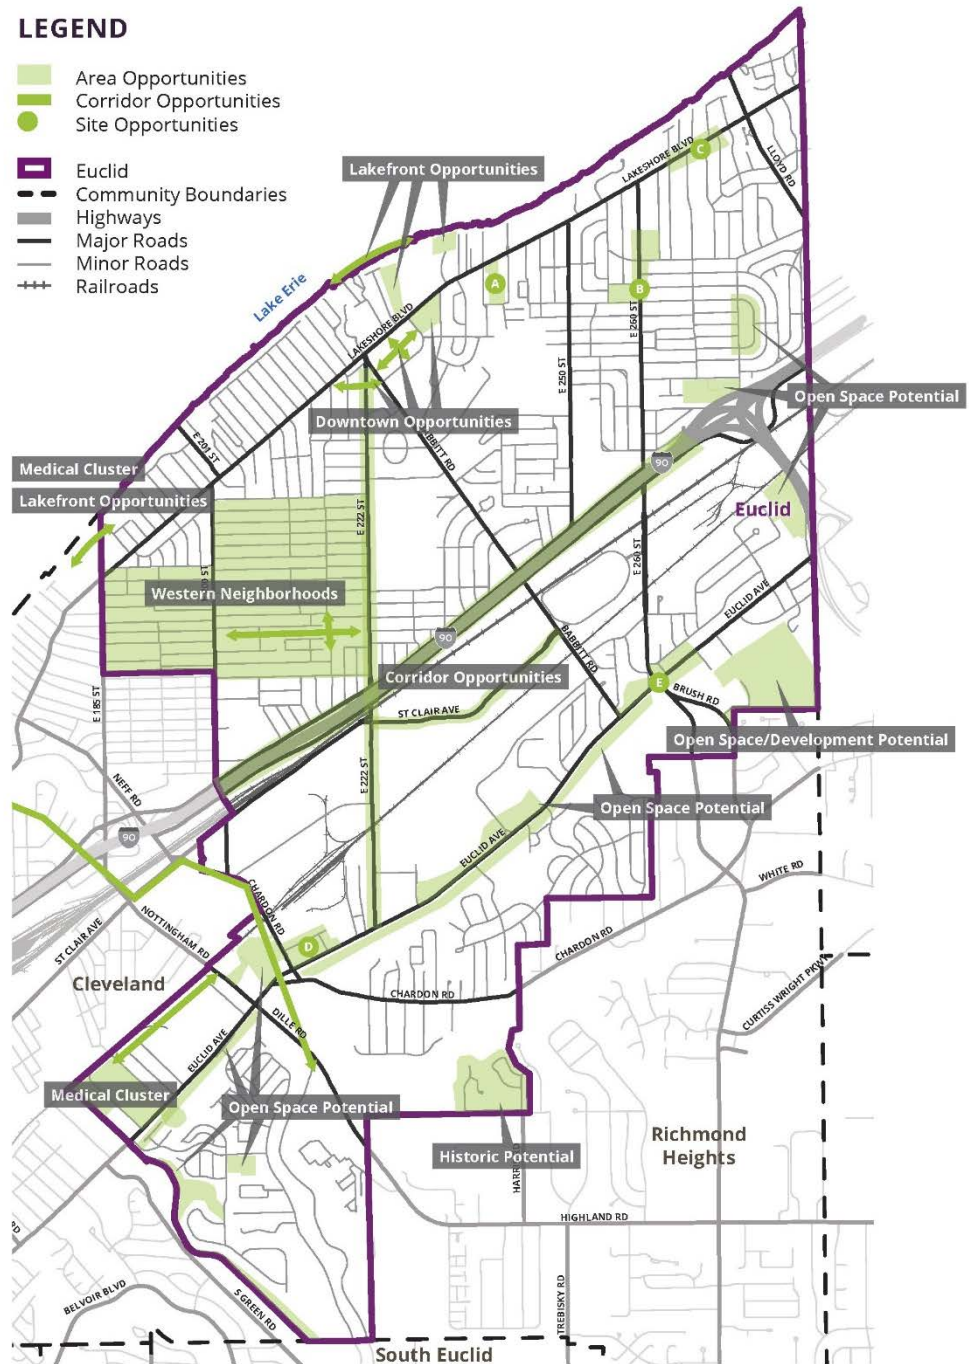 LEGEND
Area Opportunities
Corridor Opportunities
Site Opportunities
Euclid
Community Boundaries
Highways
Major Roads
Minor Roads
Railroads
LLOYD RD
LAKESHORE BLVD
C
Lakefront Opportunities
Lake Erie
A
B
E 260 ST
LAKESHORE BLVD
E 250 ST
Open Space Potential
Downtown Opportunities
BABBITT RD
E 201 ST
90
Medical Cluster
Lakefront Opportunities
E 222 ST
Euclid
E 260 ST
Western Neighborhoods
EUCLID AVE
90
BABBITT RD
Corridor Opportunities
E
BRUSH RD
E 185 ST
ST CLAIR AVE
Open Space/Development Potential
E 222 ST
NEFF RD
Open Space Potential
90
EUCLID AVE
WHITE RD
CHARDON RD
NOTTINGHAM RD
ST CLAIR AVE
D
CHARDON RD
Cleveland
CHARDON RD
CURTISS WRIGHT PKWY
DILLE RD
EUCLID AVE
Medical Cluster
Open Space Potential
Richmond
Heights
Historic Potential
HIGHLAND RD
S GREEN RD
BELVOIR BLVD
TREBISKY RD
South Euclid